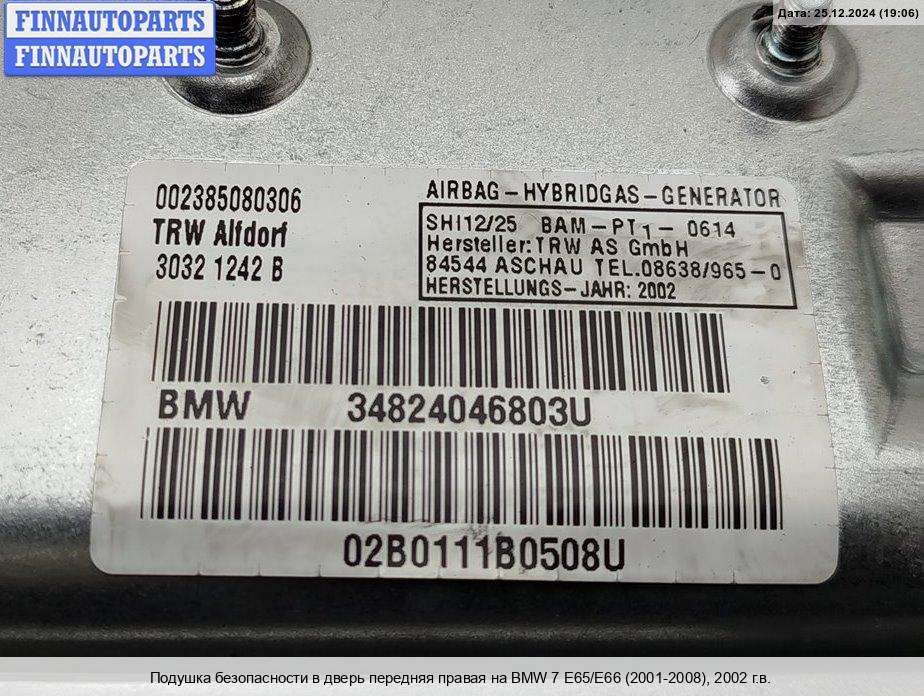 FINNAUTOPARTS
FINNAUTOPARTS
Дата: 25.12.2024 (19:06)
002385080306
TRW Alfdorf
3032 1242 B
AIRBAG-HYBRIDGAS-GENERATOR
SHI12/25 BAM-PT1-0614
Hersteller: TRW AS GmbH
84544 ASCHAU TEL.08638/965-0
HERSTELLUNGS-JAHR: 2002
BMW 34824046803U
02B0111B0508U
Подушка безопасности в дверь передняя правая на BMW 7 E65/E66 (2001-2008), 2002 г.в.